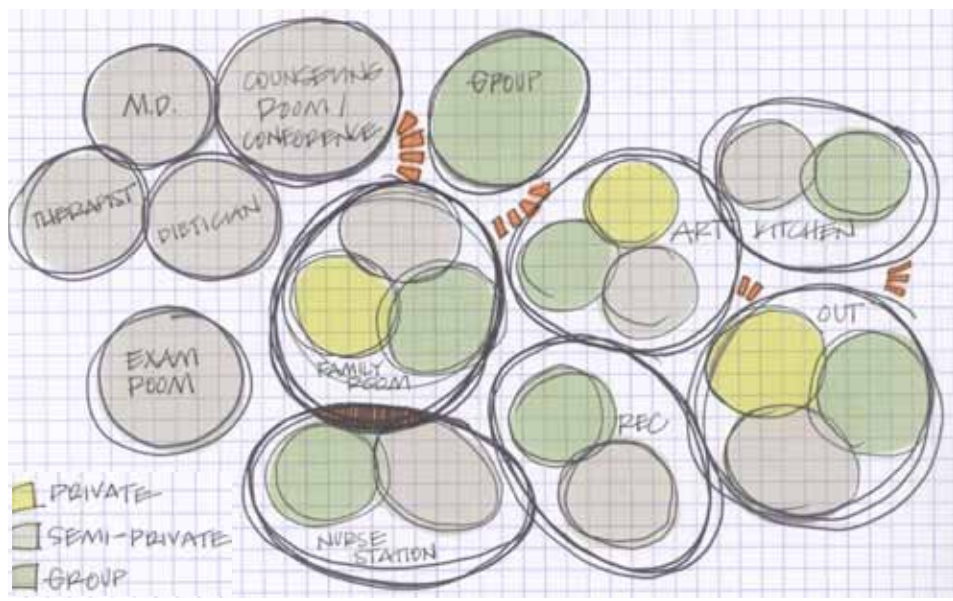 M.D.
COUNSELING
ROOM /
CONFERENCE
GROUP
THERAPIST
DIETICIAN
ART
KITCHEN
OUT
EXAM
ROOM
FAMILY
ROOM
REC
NURSE
STATION
PRIVATE
SEMI-PRIVATE
GROUP